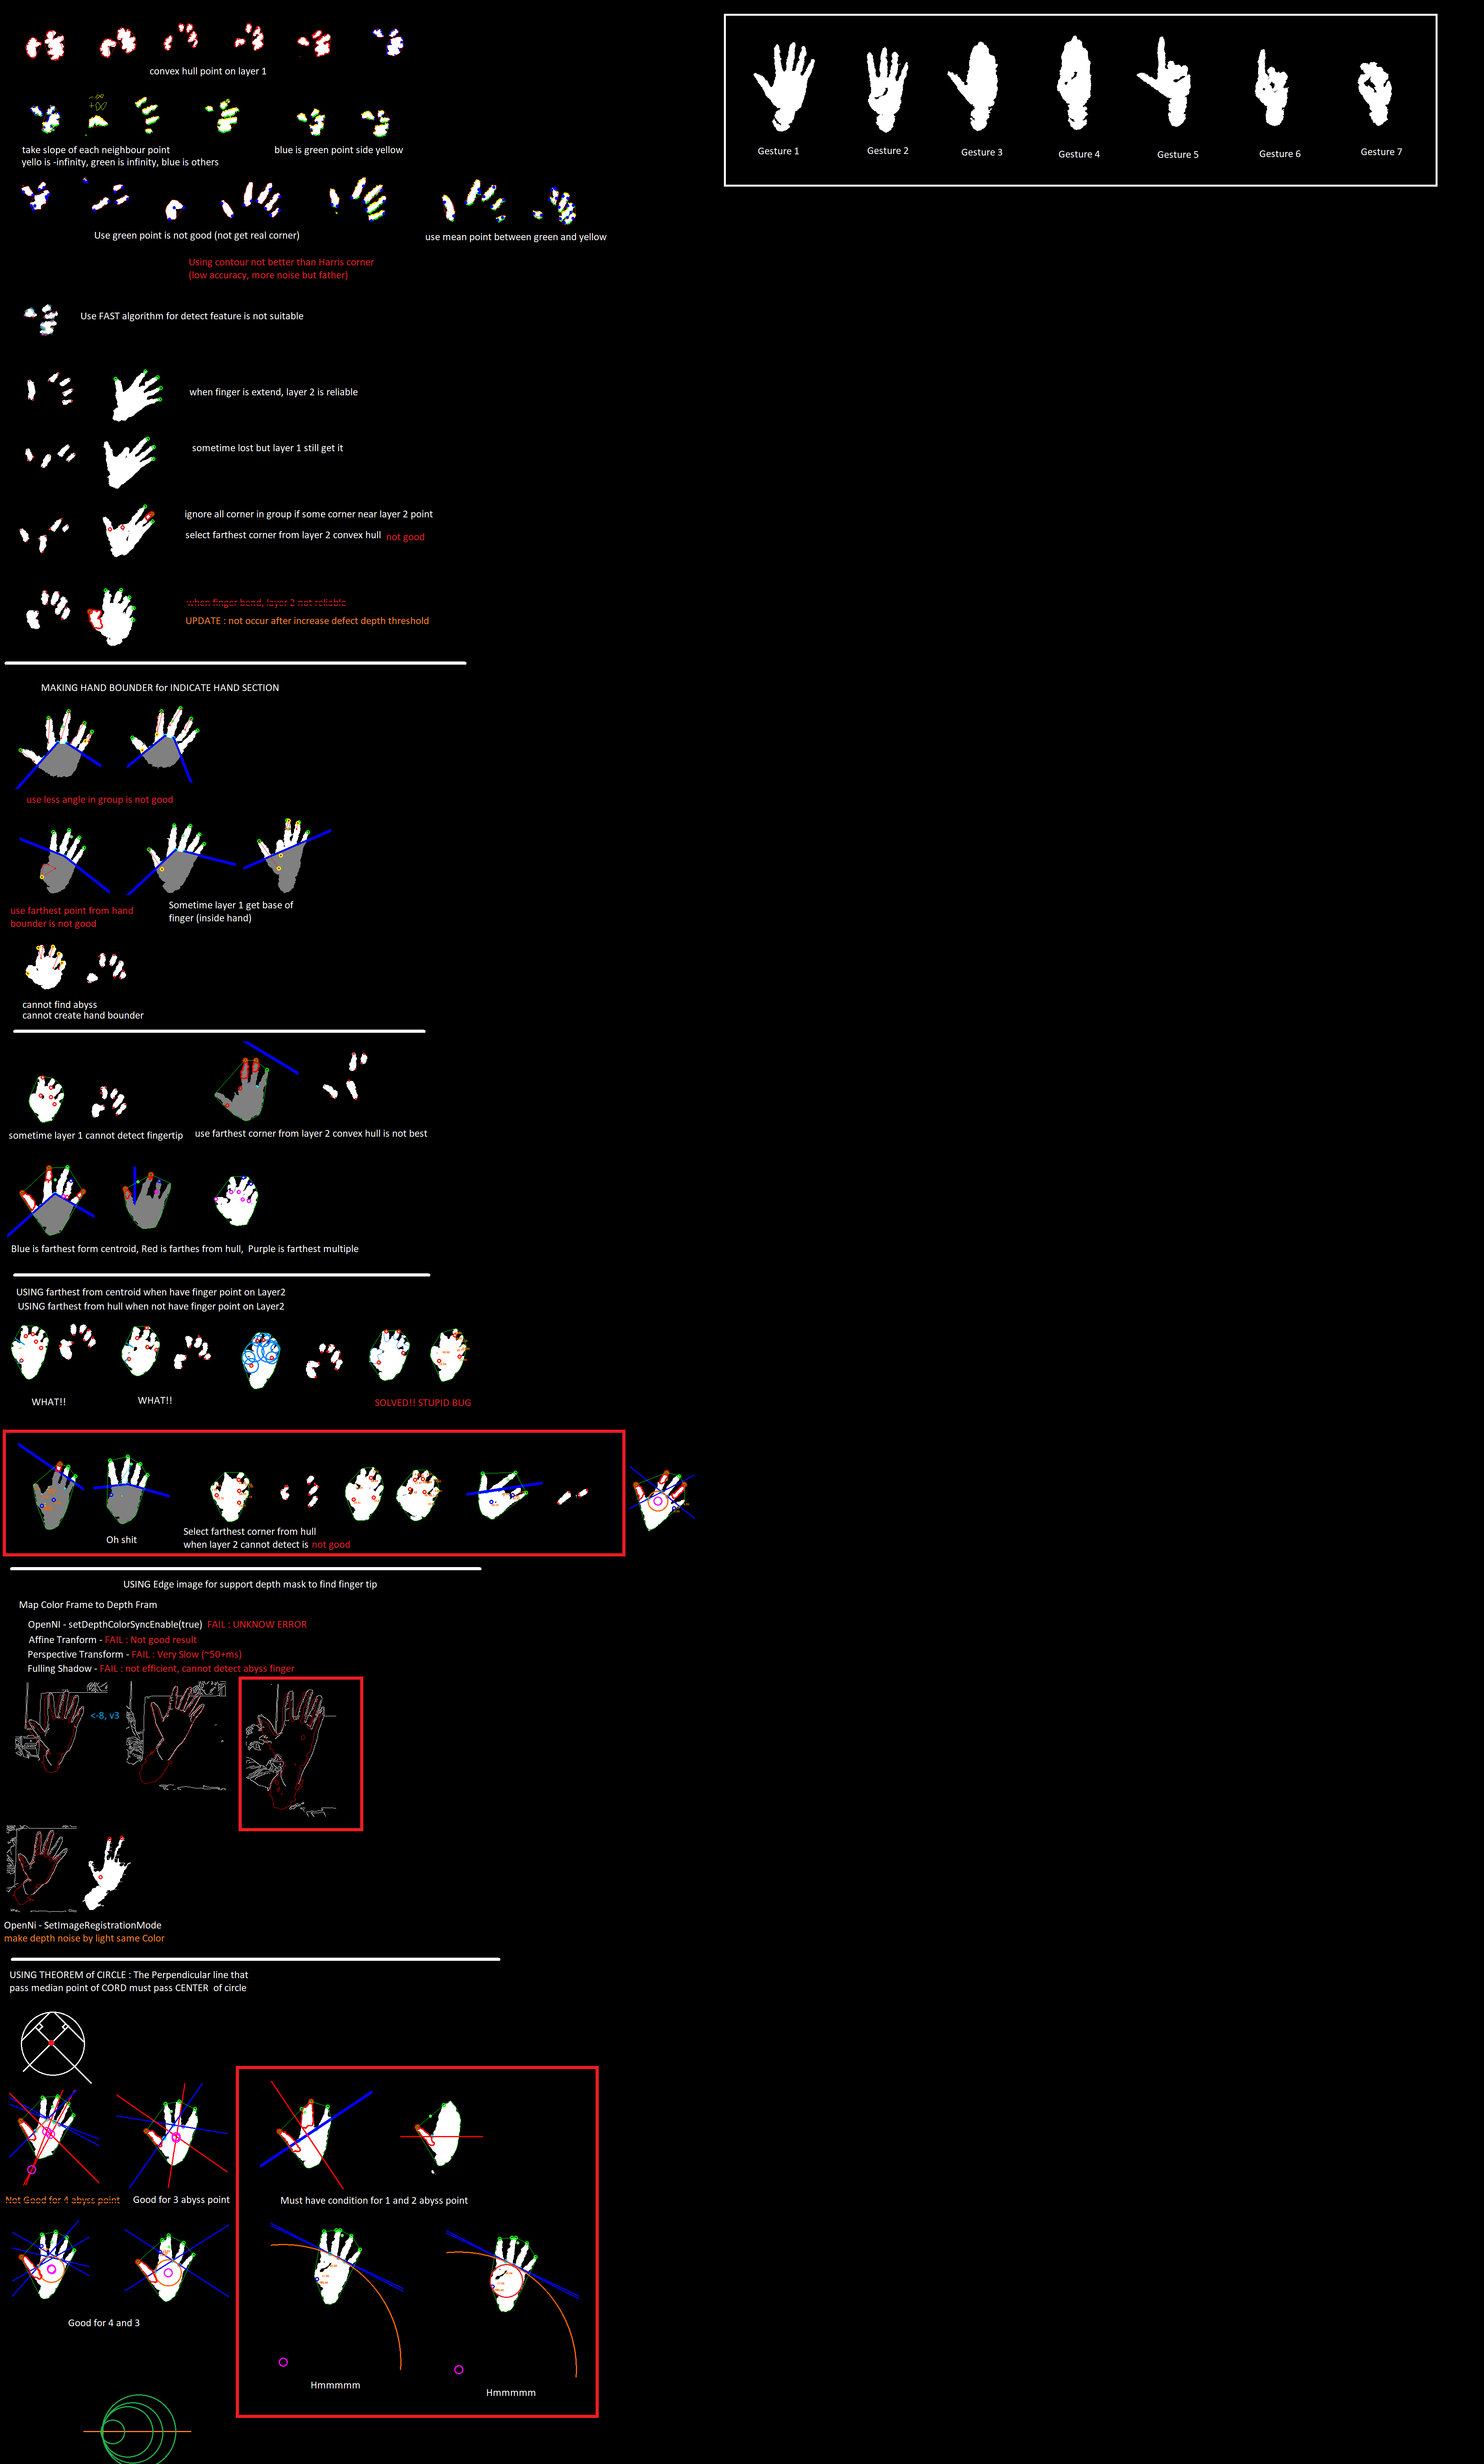 convex hull point on layer 1
- ∞
+∞
take slope of each neighbour point
yello is -infinity, green is infinity, blue is others
blue is green point side yellow
Use green point is not good (not get real corner)
use mean point between green and yellow
Using contour not better than Harris corner
(low accuracy, more noise but father)
Use FAST algorithm for detect feature is not suitable
when finger is extend, layer 2 is reliable
sometime lost but layer 1 still get it
ignore all corner in group if some corner near layer 2 point
select farthest corner from layer 2 convex hull not good
when finger bend, layer 2 not reliable
UPDATE : not occur after increase defect depth threshold
MAKING HAND BOUNDER for INDICATE HAND SECTION
use less angle in group is not good
use farthest point from hand
bounder is not good
Sometime layer 1 get base of
finger (inside hand)
cannot find abyss
cannot create hand bounder
sometime layer 1 cannot detect fingertip
use farthest corner from layer 2 convex hull is not best
Blue is farthest form centroid, Red is farthes from hull, Purple is farthest multiple
USING farthest from centroid when have finger point on Layer2
USING farthest from hull when not have finger point on Layer2
WHAT!!
WHAT!!
SOLVED!! STUPID BUG
Oh shit
Select farthest corner from hull
when layer 2 cannot detect is not good
USING Edge image for support depth mask to find finger tip
Map Color Frame to Depth Fram
OpenNI - setDepthColorSyncEnable(true) FAIL : UNKNOW ERROR
Affine Tranform - FAIL : Not good result
Perspective Transform - FAIL : Very Slow (~50+ms)
Fulling Shadow - FAIL : not efficient, cannot detect abyss finger
<-8, v3
OpenNi - SetImageRegistrationMode
make depth noise by light same Color
USING THEOREM of CIRCLE : The Perpendicular line that
pass median point of CORD must pass CENTER of circle
Not Good for 4 abyss point
Good for 3 abyss point
Must have condition for 1 and 2 abyss point
Good for 4 and 3
Hmmmmm
Hmmmmm
Gesture 1
Gesture 2
Gesture 3
Gesture 4
Gesture 5
Gesture 6
Gesture 7